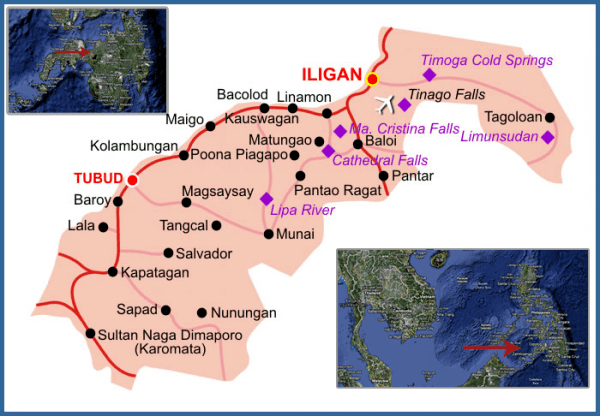 Timoga Cold Springs
ILIGAN
Tinago Falls
Bacolod
Linamon
Kauswagan
Tagoloan
Maigo
Ma. Cristina Falls
Limunsudan
Matungao
Baloi
Kolambungan
Poona Piagapo
Cathedral Falls
TUBUD
Pantao Ragat
Pantar
Magsaysay
Baroy
Lipa River
Lala
Tangcal
Munai
Salvador
Kapatagan
Sapad
Nunungan
Sultan Naga Dimaporo
(Karomata)